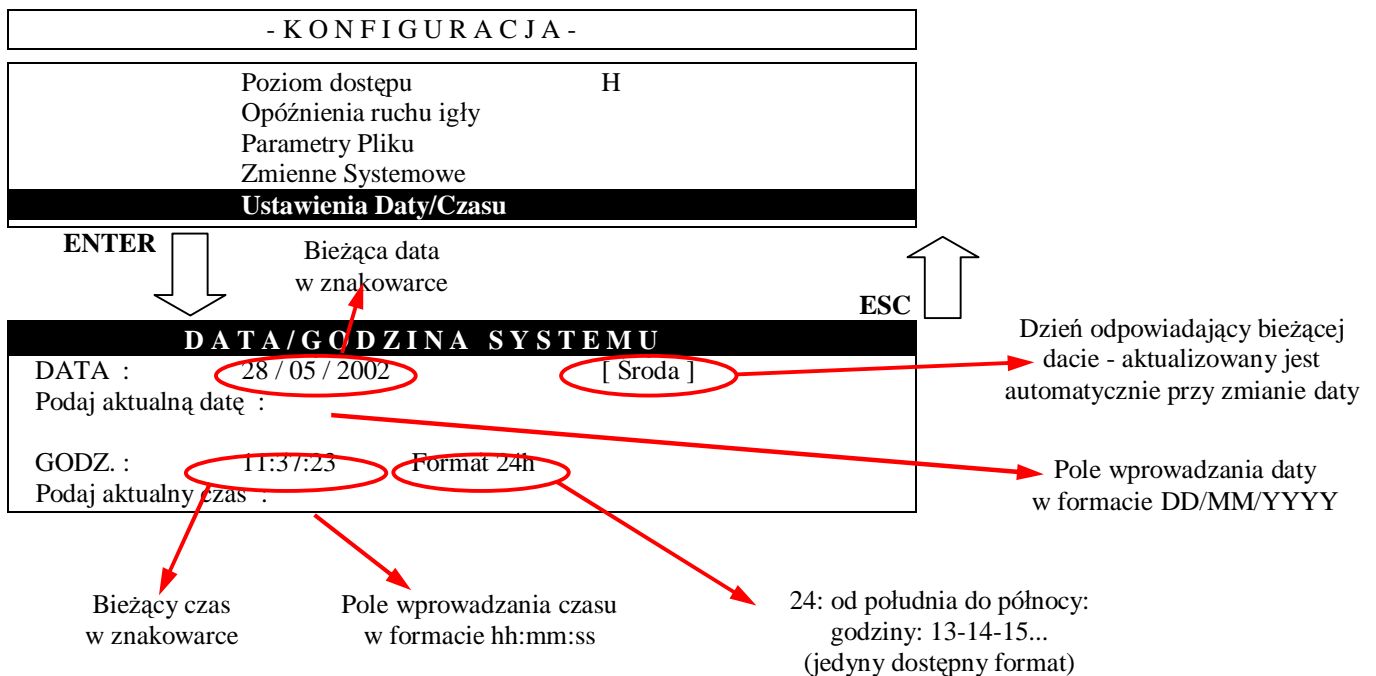 - K O N F I G U R A C J A -
Poziom dostępu H
Opóźnienia ruchu igły
Parametry Pliku
Zmienne Systemowe
Ustawienia Daty/Czasu
ENTER
Bieżąca data
w znakowarce
ESC
D A T A / G O D Z I N A S Y S T E M U
DATA : 28 / 05 / 2002 [ Sroda ]
Podaj aktualną datę :
GODZ. : 11:37:23 Format 24h
Podaj aktualny czas :
Dzień odpowiadający bieżącej
dacie - aktualizowany jest
automatycznie przy zmianie daty
Pole wprowadzania daty
w formacie DD/MM/YYYY
Bieżący czas
w znakowarce
Pole wprowadzania czasu
w formacie hh:mm:ss
24: od południa do północy:
godziny: 13-14-15...
(jedyny dostępny format)